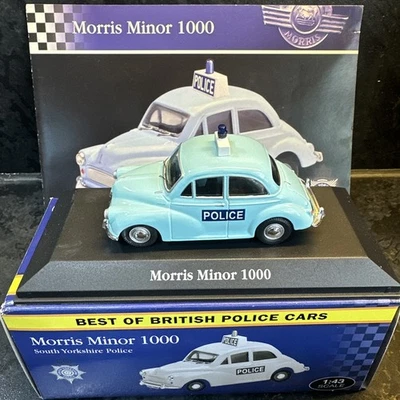 Morris Minor 1000
MORRIS
POLICE
POLICE
Morris Minor 1000
BEST OF BRITISH POLICE CARS
Morris Minor 1000
South Yorkshire Police
POLICE
POLICE
1:43
SCALE